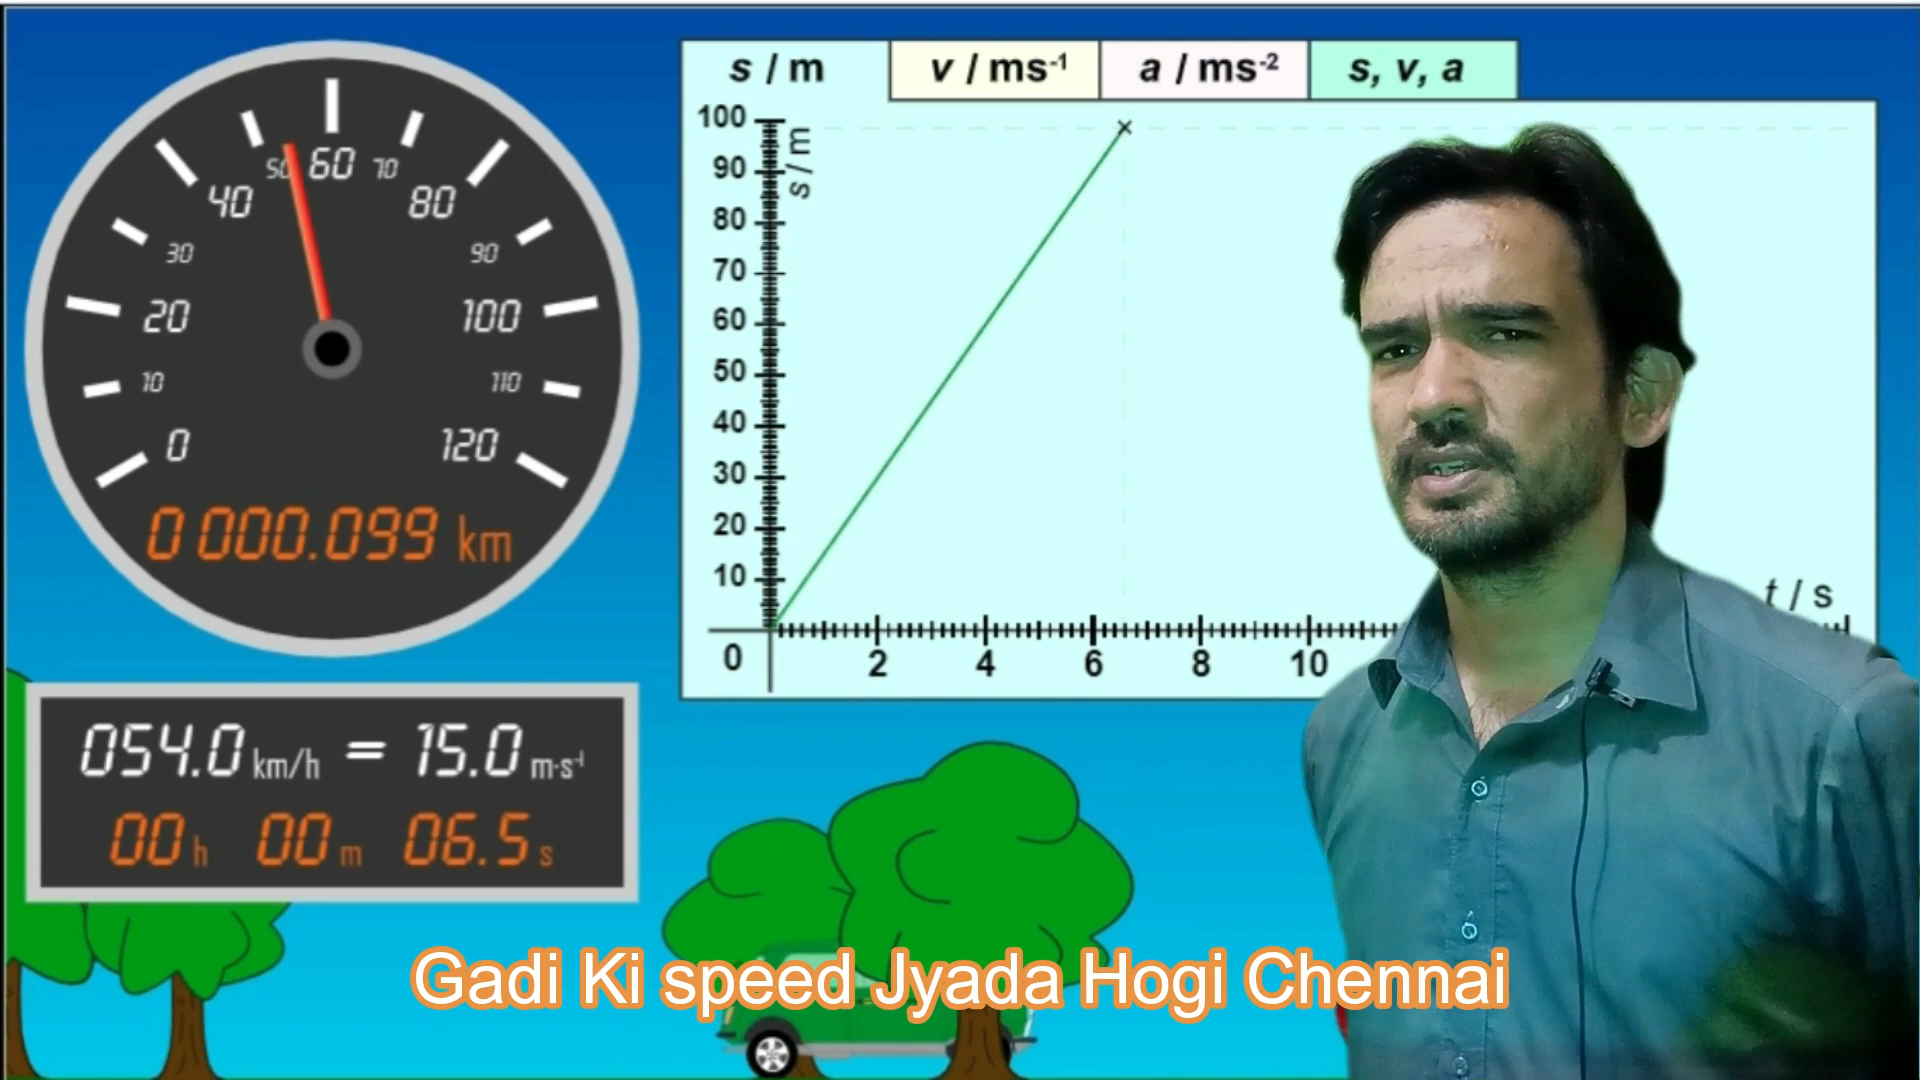 s / m v / ms⁻¹ a / ms⁻² s, v, a
100
90
80
70
60
50
40
30
20
10
s / m
0 2 4 6 8 10
t / s
0
10
20
30
40
50
60
70
80
90
100
110
120
0 000.099 km
054.0 km/h = 15.0 m·s⁻¹
00 h 00 m 06.5 s
Gadi Ki speed Jyada Hogi Chennai